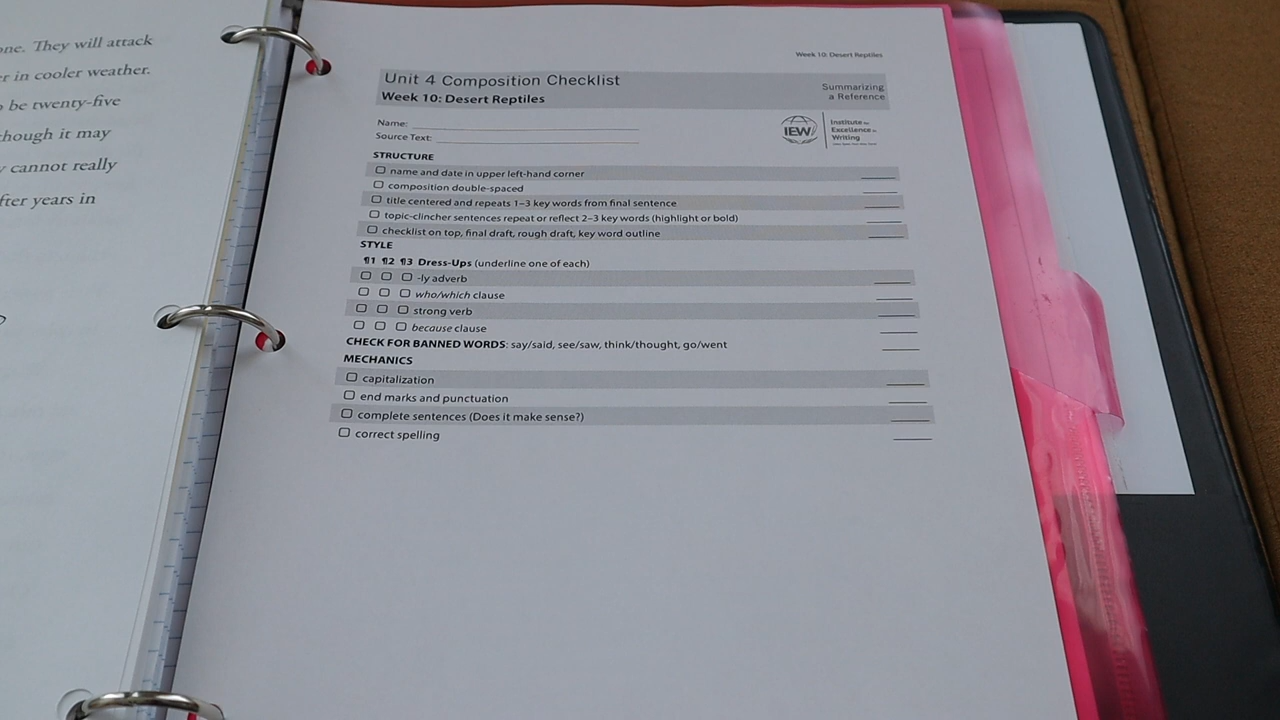 one. They will attack
er in cooler weather.
be twenty-five
though it may
cannot really
fter years in
Week 10: Desert Reptiles
Unit 4 Composition Checklist
Week 10: Desert Reptiles
Summarizing
a Reference
Name:
Source Text:
IEW
Institute for
Excellence in
Writing
STRUCTURE
name and date in upper left-hand corner
composition double-spaced
title centered and repeats 1–3 key words from final sentence
topic-clincher sentences repeat or reflect 2–3 key words (highlight or bold)
checklist on top, final draft, rough draft, key word outline
STYLE
¶1 ¶2 ¶3 Dress-Ups (underline one of each)
-ly adverb
who/which clause
strong verb
because clause
CHECK FOR BANNED WORDS: say/said, see/saw, think/thought, go/went
MECHANICS
capitalization
end marks and punctuation
complete sentences (Does it make sense?)
correct spelling